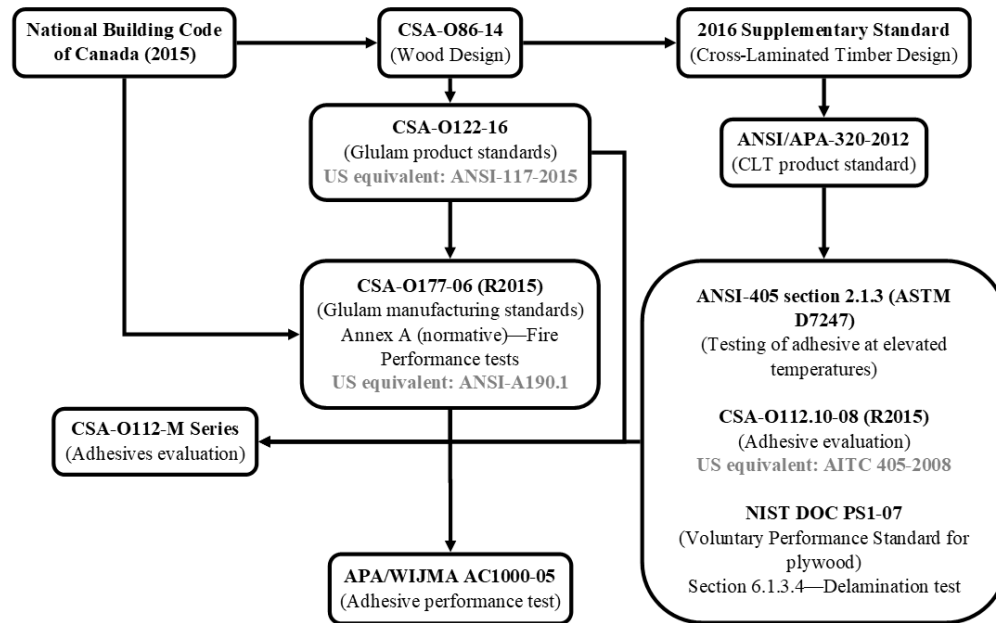 National Building Code
of Canada (2015)
CSA-O86-14
(Wood Design)
2016 Supplementary Standard
(Cross-Laminated Timber Design)
CSA-O122-16
(Glulam product standards)
US equivalent: ANSI-117-2015
ANSI/APA-320-2012
(CLT product standard)
CSA-O177-06 (R2015)
(Glulam manufacturing standards)
Annex A (normative)—Fire
Performance tests
US equivalent: ANSI-A190.1
ANSI-405 section 2.1.3 (ASTM
D7247)
(Testing of adhesive at elevated
temperatures)
CSA-O112.10-08 (R2015)
(Adhesive evaluation)
US equivalent: AITC 405-2008
NIST DOC PS1-07
(Voluntary Performance Standard for
plywood)
Section 6.1.3.4—Delamination test
CSA-O112-M Series
(Adhesives evaluation)
APA/WIJMA AC1000-05
(Adhesive performance test)